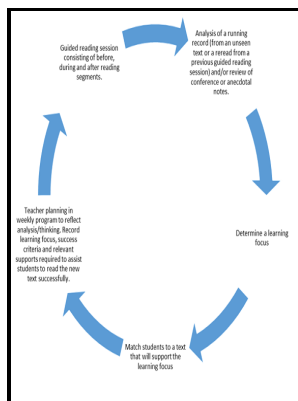 Guided reading session
consisting of before,
during and after reading
segments.
Analysis of a running
record (from an unseen
text or a reread from a
previous guided reading
session) and/or review of
conference or anecdotal
notes.
Determine a learning
focus
Match students to a text
that will support the
learning focus
Teacher planning in
weekly program to reflect
analysis/thinking. Record
learning focus, success
criteria and relevant
supports required to assist
students to read the new
text successfully.